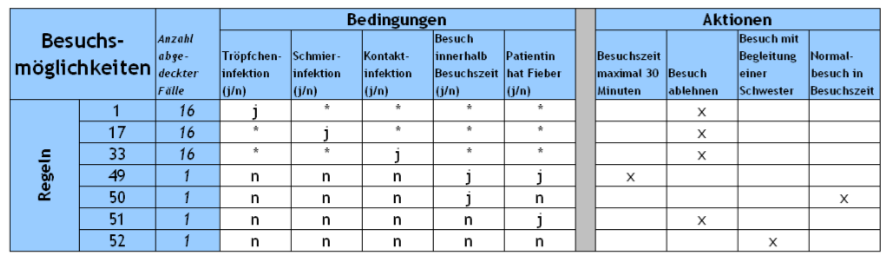 Besuchs-
möglichkeiten
Anzahl
abge-
deckter
Fälle
Bedingungen
Aktionen
Tröpfchen-
infektion
(j/n)
Schmier-
infektion
(j/n)
Kontakt-
infektion
(j/n)
Besuch
innerhalb
Besuchszeit
(j/n)
Patientin
hat Fieber
(j/n)
Besuchszeit
maximal 30
Minuten
Besuch
ablehnen
Besuch mit
Begleitung
einer
Schwester
Normal-
besuch in
Besuchszeit
Regeln
1 16 j * * * * x
17 16 * j * * * x
33 16 * * j * * x
49 1 n n n j j x
50 1 n n n j n x
51 1 n n n n j x
52 1 n n n n n x